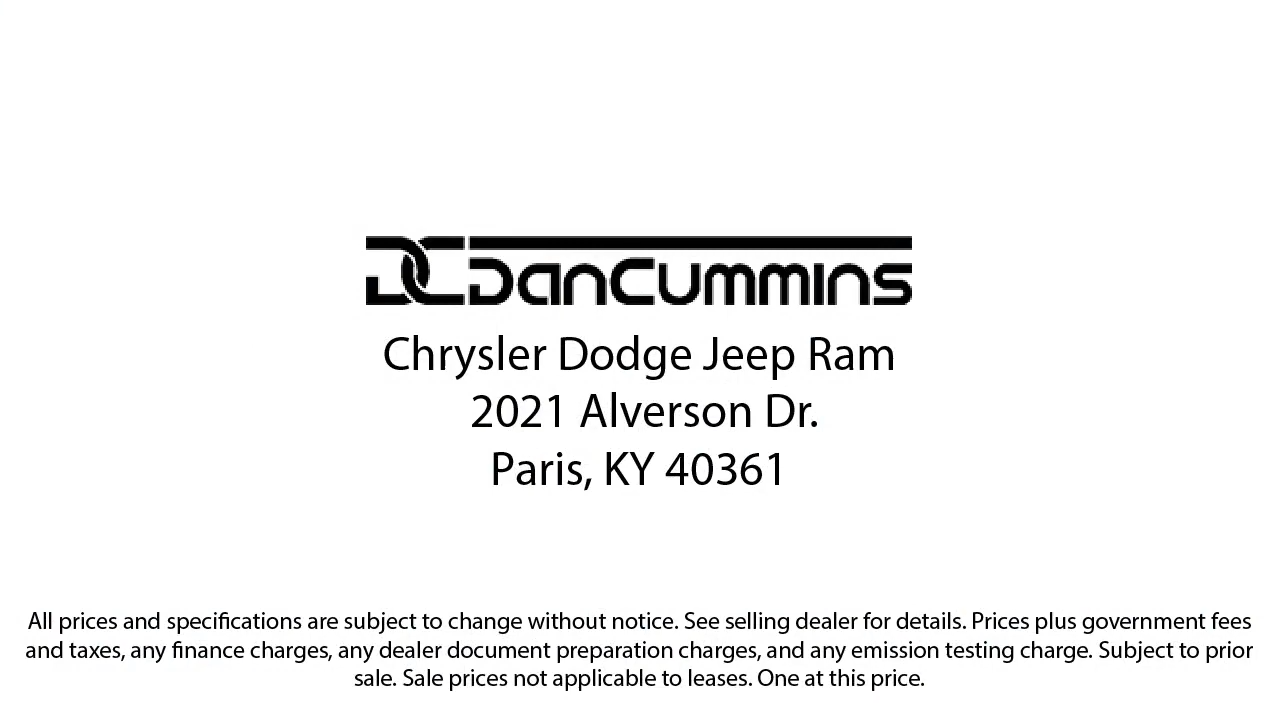 DC DanCummins
Chrysler Dodge Jeep Ram
2021 Alverson Dr.
Paris, KY 40361
All prices and specifications are subject to change without notice. See selling dealer for details. Prices plus government fees
and taxes, any finance charges, any dealer document preparation charges, and any emission testing charge. Subject to prior
sale. Sale prices not applicable to leases. One at this price.